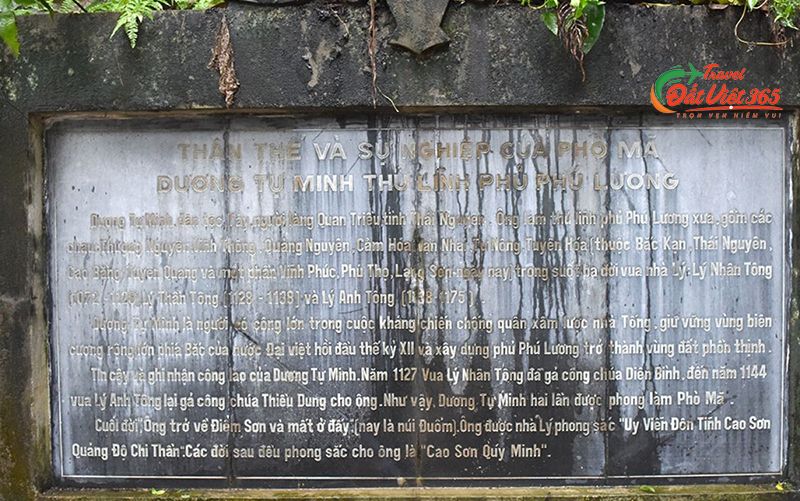 Travel
Đất Việt 365
TRỌN VẸN NIỀM VUI
THÂN THẾ VÀ SỰ NGHIỆP CỦA PHÒ MÃ
DƯƠNG TỰ MINH THỦ LĨNH PHỦ PHÚ LƯƠNG
Dương Tự Minh, dân tộc Tày, người làng Quan Triều tỉnh Thái Nguyên. Ông làm thủ lĩnh phủ Phú Lương xưa, gồm các
châu: Thượng Nguyên, Vĩnh Thông, Quảng Nguyên, Cảm Hóa, Vạn Nhai, Tư Nông, Tuyên Hóa (thuộc Bắc Kạn, Thái Nguyên,
Cao Bằng, Tuyên Quang và một phần Vĩnh Phúc, Phú Thọ, Lạng Sơn ngày nay) trong suốt ba đời vua nhà Lý: Lý Nhân Tông
Lý Thần Tông (1128 - 1138) và Lý Anh Tông (1138-1175).
Dương Tự Minh là người có công lớn trong cuộc kháng chiến chống quân xâm lược nhà Tống, giữ vững vùng biên
cương rộng lớn phía Bắc của nước Đại việt hồi đầu thế kỷ XII và xây dựng phủ Phú Lương trở thành vùng đất phồn thịnh.
Tin cậy và ghi nhận công lao của Dương Tự Minh. Năm 1127 Vua Lý Nhân Tông đã gả công chúa Diên Bình, đến năm 1144
vua Lý Anh Tông lại gả công chúa Thiều Dung cho ông. Như vậy, Dương Tự Minh hai lần được phong làm Phò Mã".
Cuối đời, Ông trở về Điểm Sơn và mất ở đây (nay là núi Đuổm). Ông được nhà Lý phong sắc "Uy Viễn Đôn Tĩnh Cao Sơn
Quảng Độ Chi Thần". Các đời sau đều phong sắc cho ông là "Cao Sơn Quý Minh".